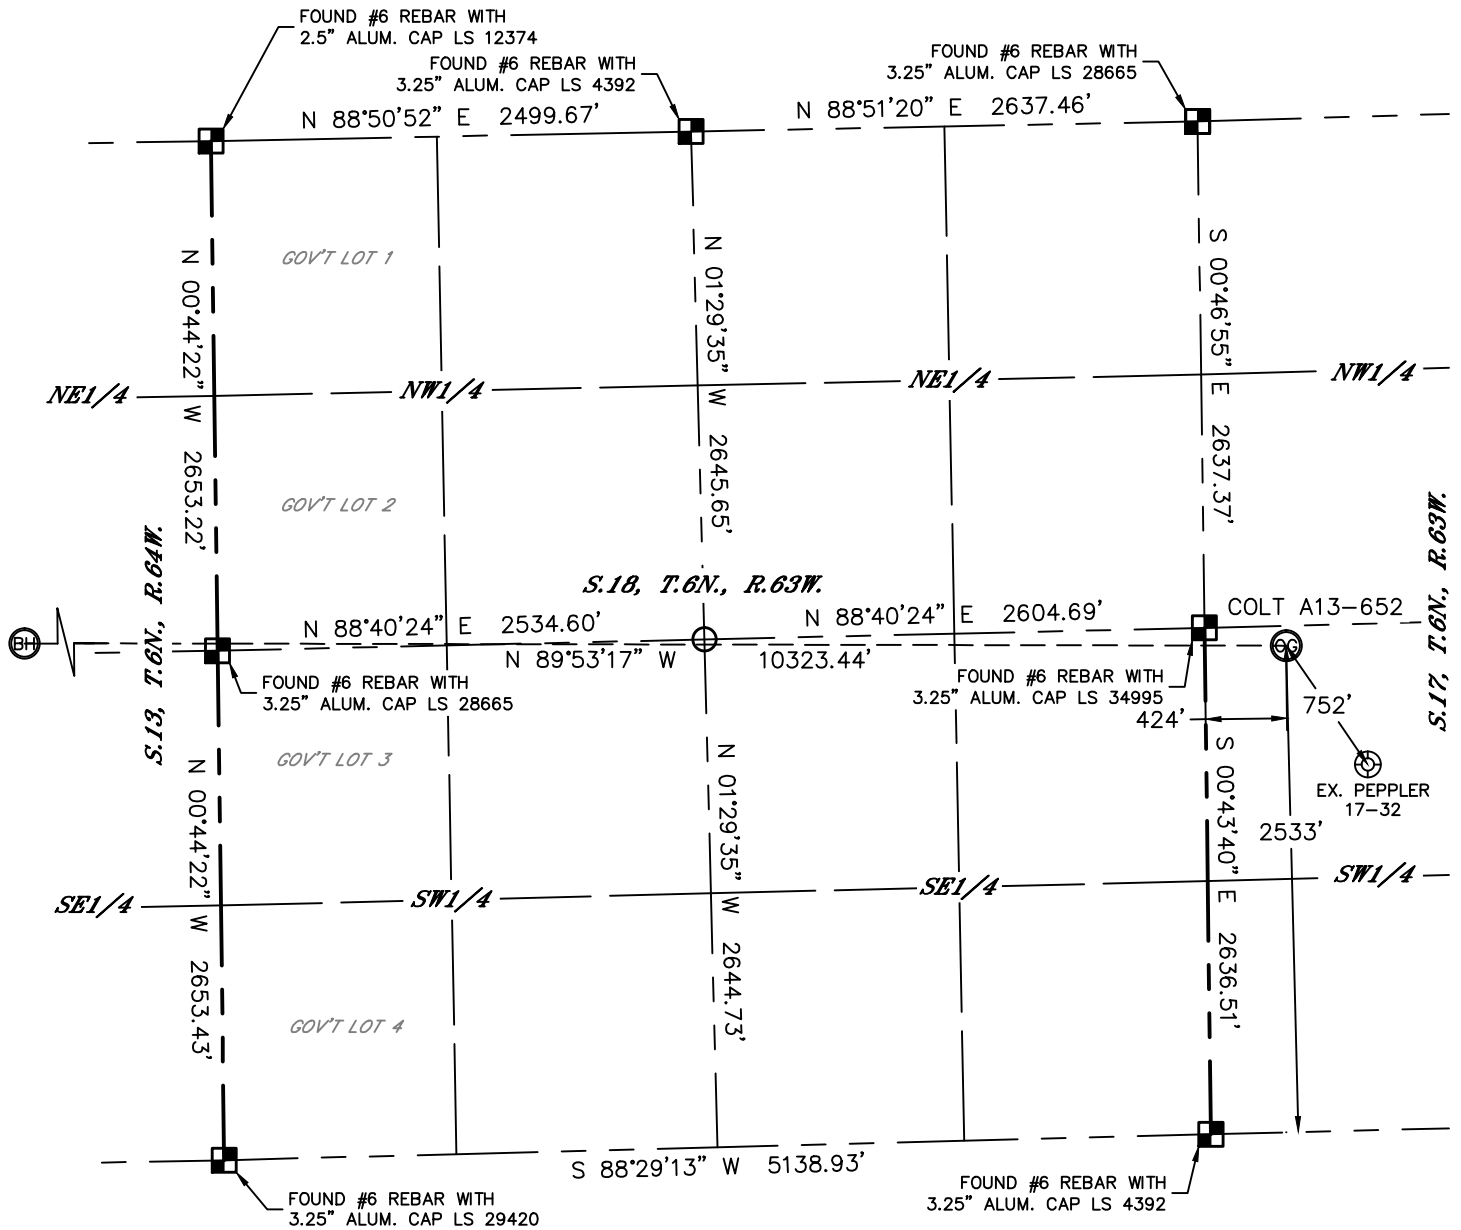 FOUND #6 REBAR WITH
2.5" ALUM. CAP LS 12374
FOUND #6 REBAR WITH
3.25" ALUM. CAP LS 4392
FOUND #6 REBAR WITH
3.25" ALUM. CAP LS 28665
N 88°50'52" E 2499.67'
N 88°51'20" E 2637.46'
GOV'T LOT 1
N 00°44'22" W 2653.22'
N 01°29'35" W 2645.65'
S 00°46'55" E 2637.37'
NE1/4
NW1/4
NE1/4
NW1/4
GOV'T LOT 2
S.13, T.6N., R.64W.
S.18, T.6N., R.63W.
S.17, T.6N., R.63W.
BH
N 88°40'24" E 2534.60'
N 88°40'24" E 2604.69'
COLT A13-652
N 89°53'17" W 10323.44'
OG
FOUND #6 REBAR WITH
3.25" ALUM. CAP LS 28665
FOUND #6 REBAR WITH
3.25" ALUM. CAP LS 34995
424'
752'
GOV'T LOT 3
EX. PEPPLER
17-32
2533'
N 00°44'22" W 2653.43'
N 01°29'35" W 2644.73'
S 00°43'40" E 2636.51'
SE1/4
SW1/4
SE1/4
SW1/4
GOV'T LOT 4
S 88°29'13" W 5138.93'
FOUND #6 REBAR WITH
3.25" ALUM. CAP LS 29420
FOUND #6 REBAR WITH
3.25" ALUM. CAP LS 4392